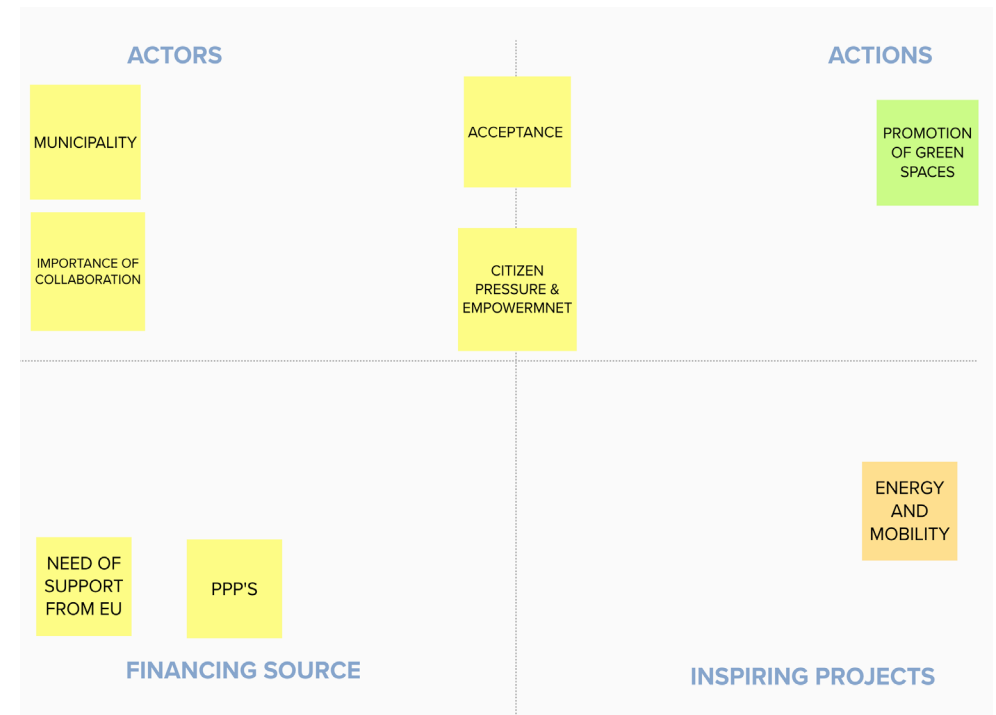 ACTORS
ACTIONS
MUNICIPALITY
ACCEPTANCE
PROMOTION
OF GREEN
SPACES
IMPORTANCE OF
COLLABORATION
CITIZEN
PRESSURE &
EMPOWERMNET
ENERGY
AND
MOBILITY
NEED OF
SUPPORT
FROM EU
PPP'S
FINANCING SOURCE
INSPIRING PROJECTS